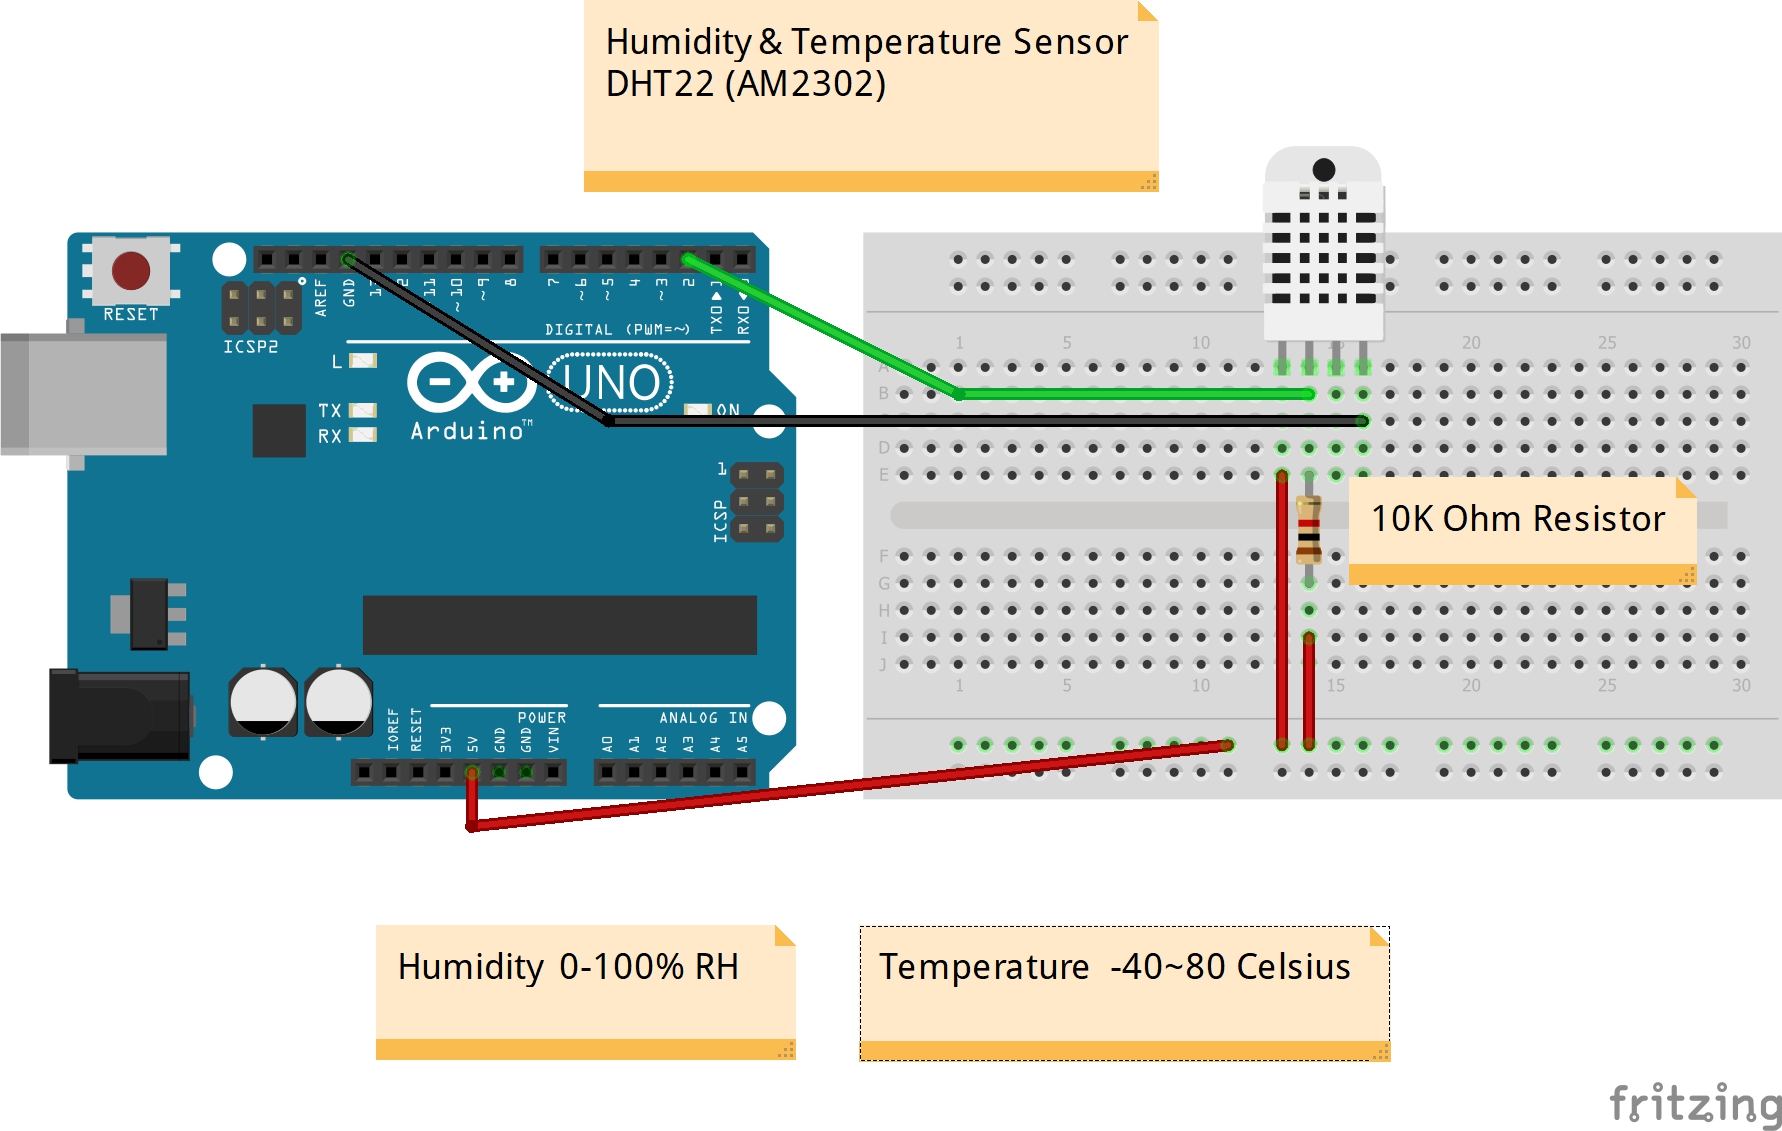 Humidity & Temperature Sensor
DHT22 (AM2302)
RESET
ICSP2
AREF
GND
12
11
~10
~9
8
7
~6
~5
4
~3
2
TX0▶1
RX0◀
DIGITAL (PWM=~)
L
TX
RX
UNO
ON
Arduino™
1
ICSP
IOREF
RESET
3V3
5V
GND
GND
VIN
POWER
A0
A1
A2
A3
A4
A5
ANALOG IN
1 5 10 15 20 25 30
A
B
D
E
F
G
H
I
J
1 5 10 15 20 25 30
10K Ohm Resistor
Humidity 0-100% RH
Temperature -40~80 Celsius
fritzing